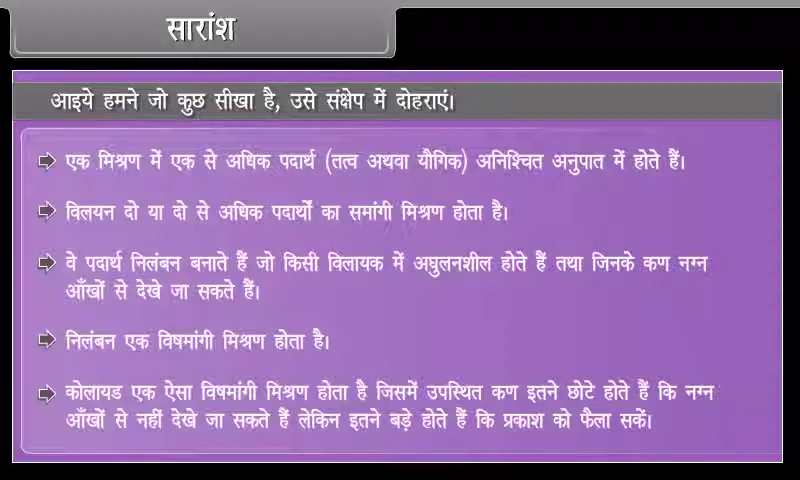 सारांश
आइये हमने जो कुछ सीखा है, उसे संक्षेप में दोहराएं।
एक मिश्रण में एक से अधिक पदार्थ (तत्व अथवा यौगिक) अनिश्चित अनुपात में होते हैं।
विलयन दो या दो से अधिक पदार्थों का समांगी मिश्रण होता है।
वे पदार्थ निलंबन बनाते हैं जो किसी विलायक में अघुलनशील होते हैं तथा जिनके कण नग्न
आँखों से देखे जा सकते हैं।
निलंबन एक विषमांगी मिश्रण होता है।
कोलायड एक ऐसा विषमांगी मिश्रण होता है जिसमें उपस्थित कण इतने छोटे होते हैं कि नग्न
आँखों से नहीं देखे जा सकते हैं लेकिन इतने बड़े होते हैं कि प्रकाश को फैला सकें।